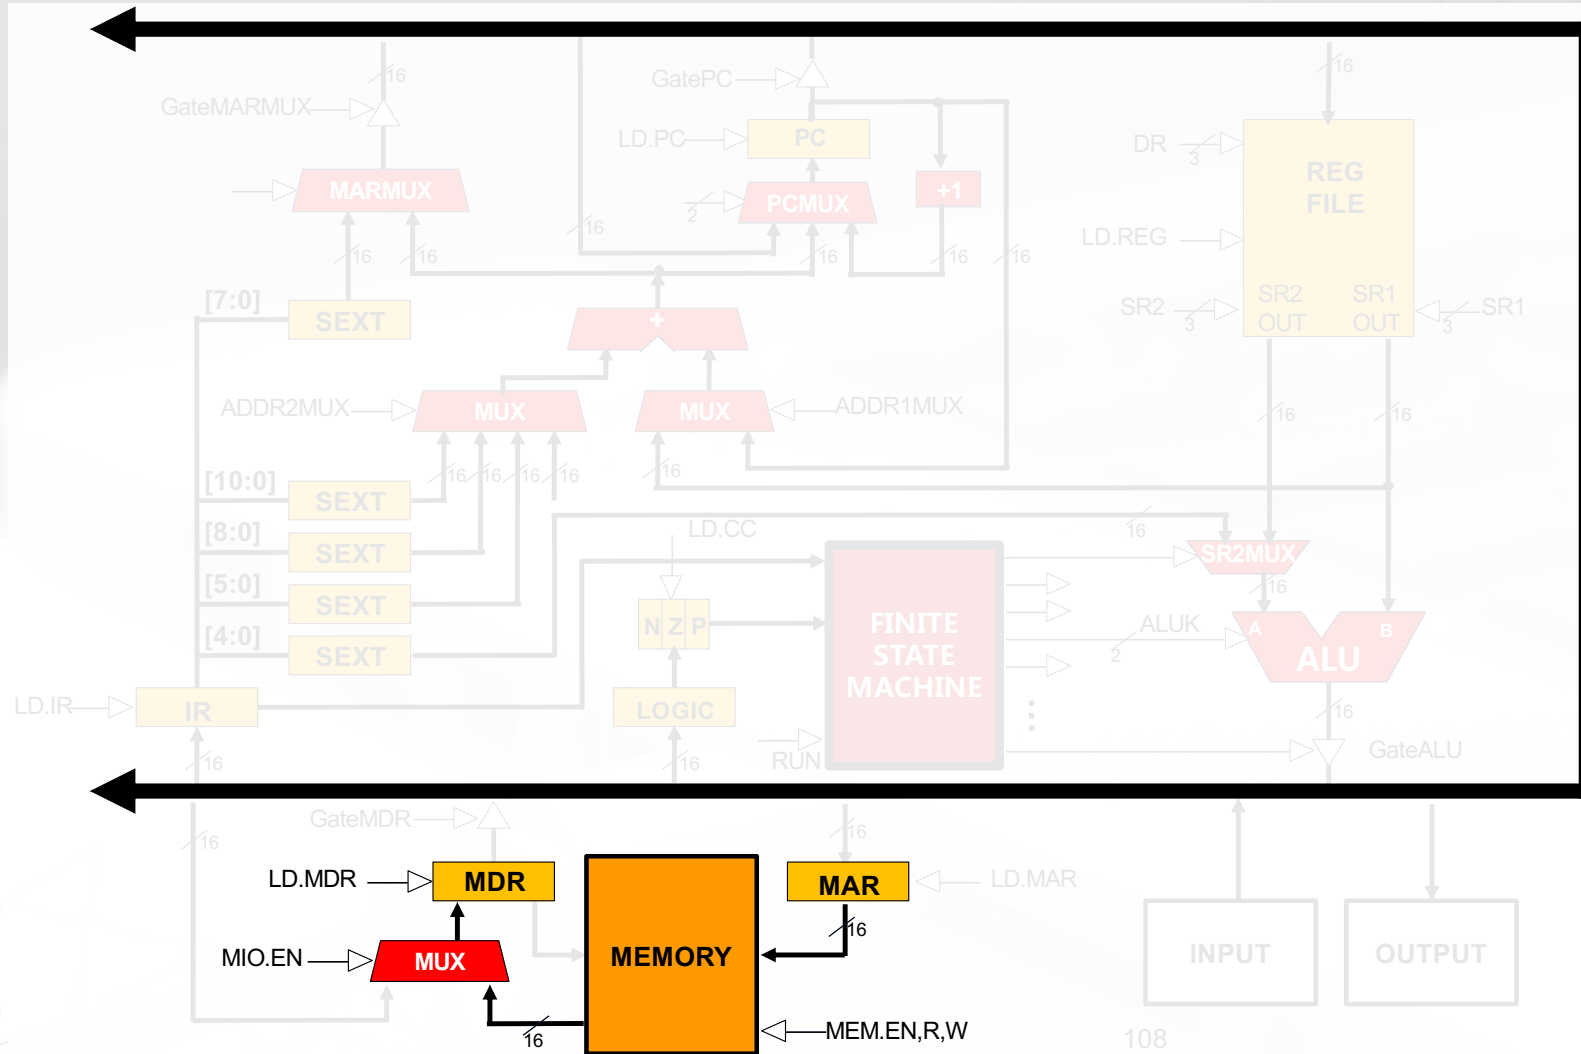 16
16
GatePC
GateMARMUX
LD.PC
PC
DR
3
REG
FILE
MARMUX
PCMUX
2
+1
16
LD.REG
16
16
16
16
16
[7:0]
SEXT
+
SR2
3
SR2
OUT
SR1
OUT
3
SR1
ADDR2MUX
MUX
MUX
ADDR1MUX
16
16
[10:0]
SEXT
16
16
16
16
16
[8:0]
SEXT
LD.CC
16
SR2MUX
[5:0]
SEXT
16
N Z P
FINITE
STATE
MACHINE
ALUK
2
A
B
ALU
[4:0]
SEXT
LD.IR
IR
LOGIC
16
⋮
16
16
RUN
GateALU
GateMDR
16
16
LD.MDR
MDR
MAR
LD.MAR
16
MIO.EN
MUX
MEMORY
INPUT
OUTPUT
16
MEM.EN,R,W
108